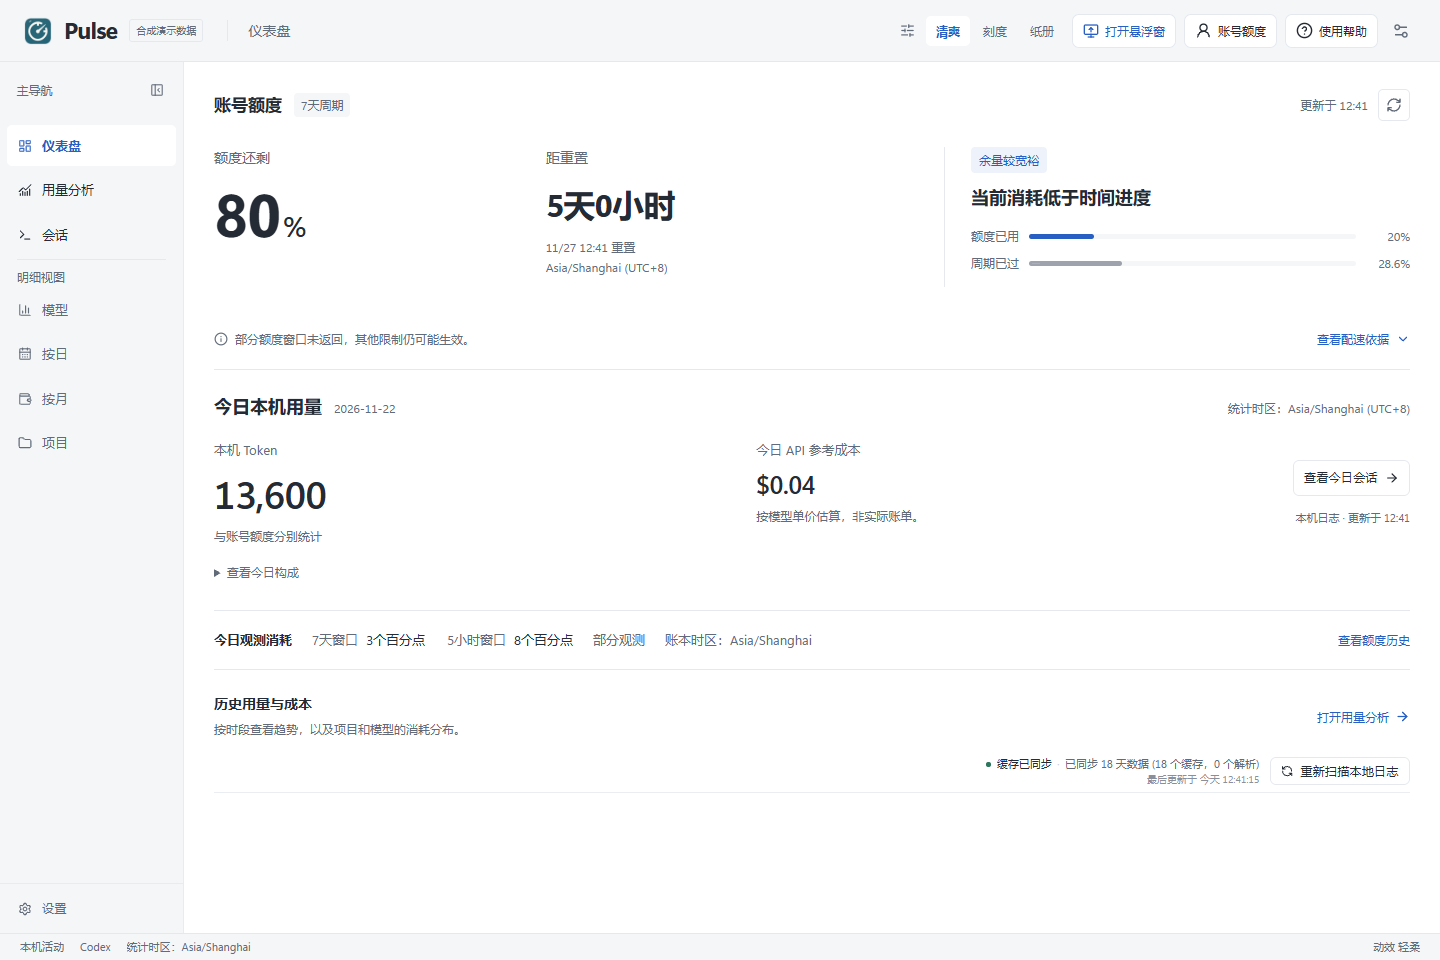 Pulse 合成演示数据 仪表盘 清爽 刻度 纸册 打开悬浮窗 账号额度 使用帮助
主导航
仪表盘
用量分析
会话
明细视图
模型
按日
按月
项目
设置
账号额度 7天周期 更新于 12:41
额度还剩
80%
距重置
5天0小时
11/27 12:41 重置
Asia/Shanghai (UTC+8)
余量较宽裕
当前消耗低于时间进度
额度已用 20%
周期已过 28.6%
部分额度窗口未返回，其他限制仍可能生效。 查看配速依据
今日本机用量 2026-11-22 统计时区：Asia/Shanghai (UTC+8)
本机 Token
13,600
与账号额度分别统计
查看今日构成
今日 API 参考成本
$0.04
按模型单价估算，非实际账单。
查看今日会话
本机日志 · 更新于 12:41
今日观测消耗 7天窗口 3个百分点 5小时窗口 8个百分点 部分观测 账本时区：Asia/Shanghai 查看额度历史
历史用量与成本
按时段查看趋势，以及项目和模型的消耗分布。
打开用量分析
缓存已同步 · 已同步 18 天数据 (18 个缓存，0 个解析)
最后更新于 今天 12:41:15
重新扫描本地日志
本机活动 Codex 统计时区：Asia/Shanghai 动效 轻柔